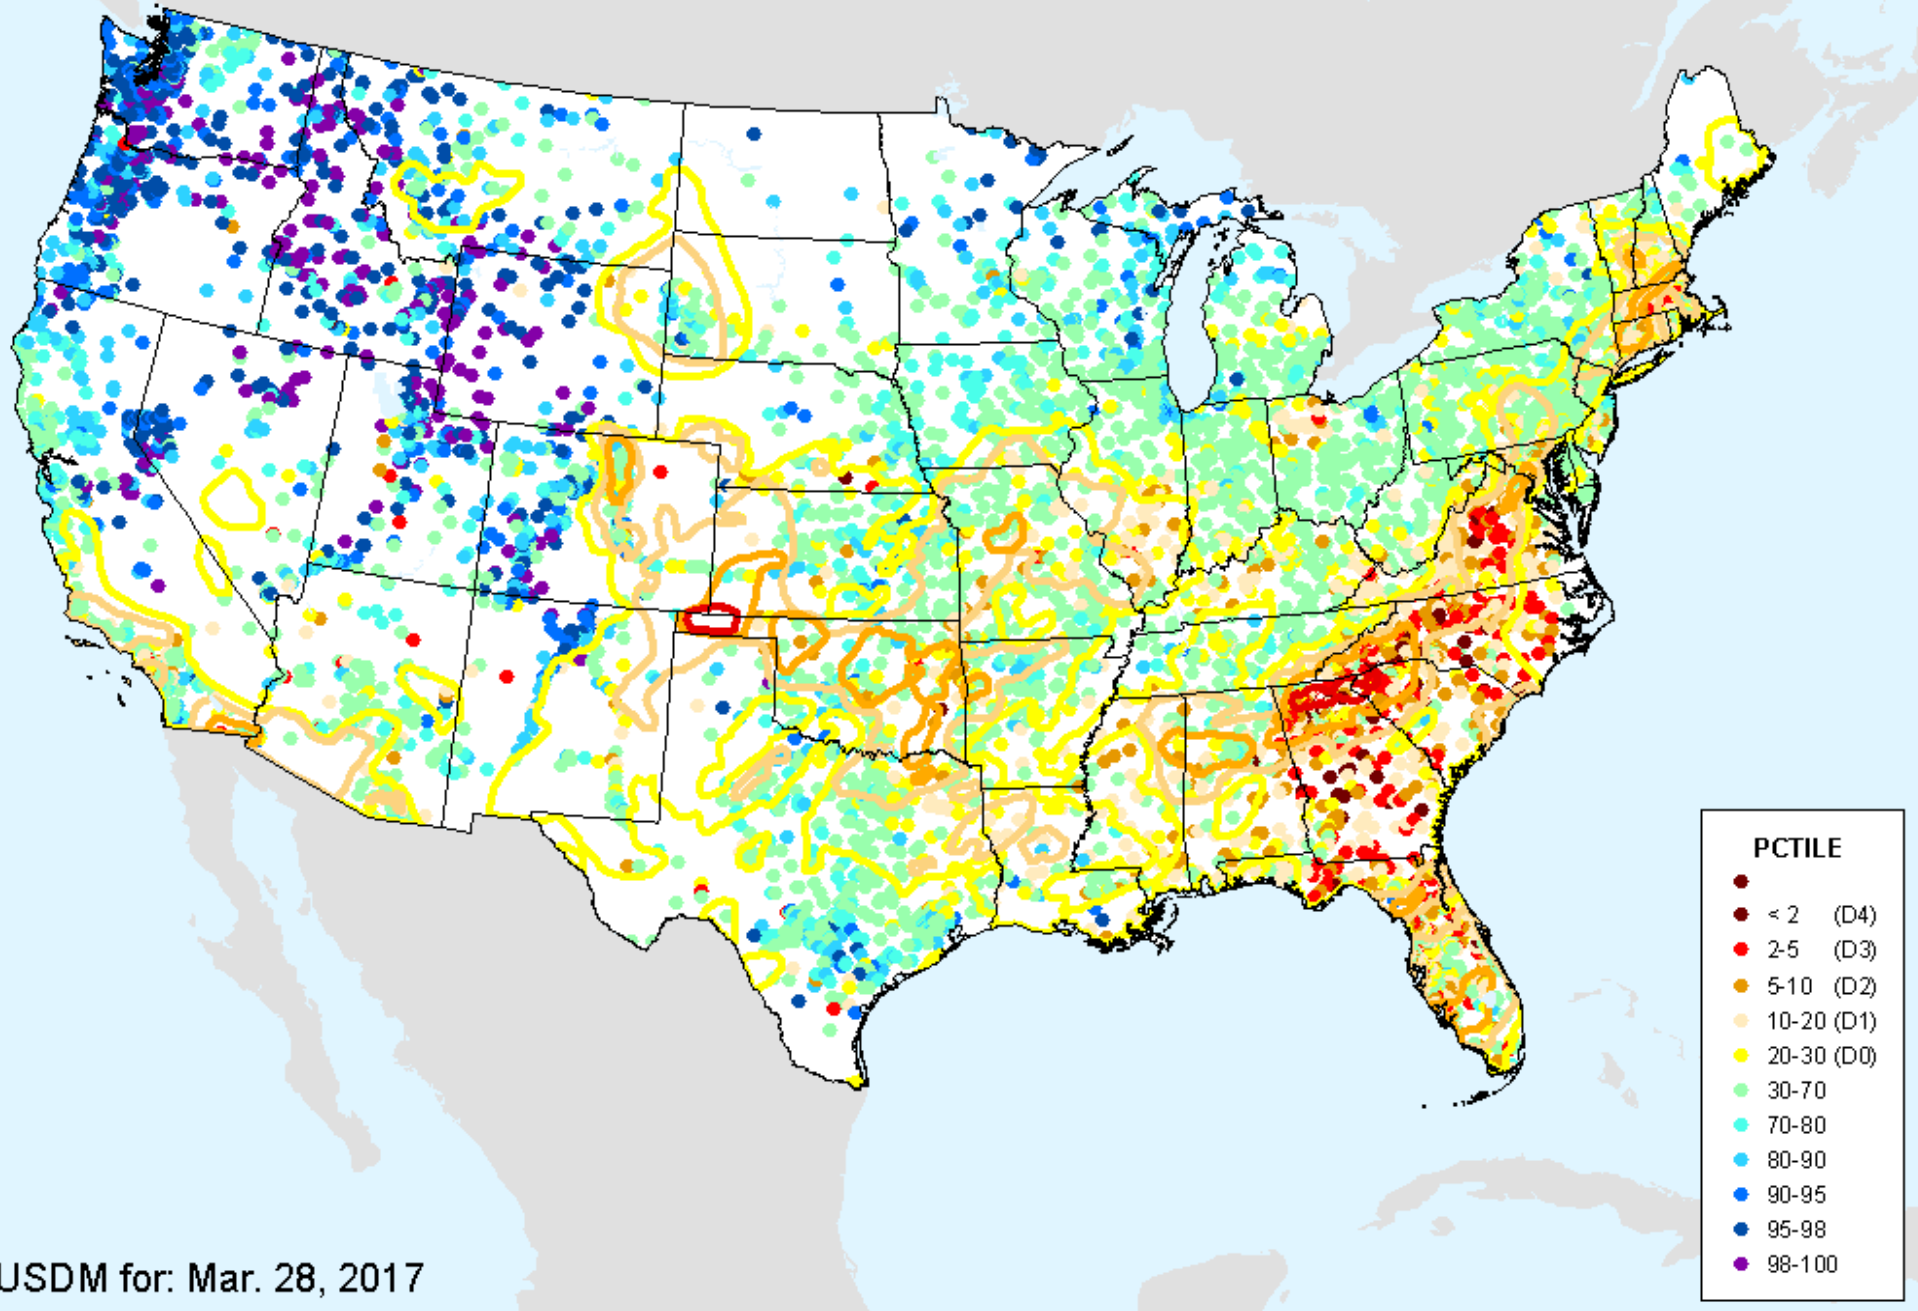 PCTILE
< 2 (D4)
2-5 (D3)
5-10 (D2)
10-20 (D1)
20-30 (D0)
30-70
70-80
80-90
90-95
95-98
98-100
USDM for: Mar. 28, 2017